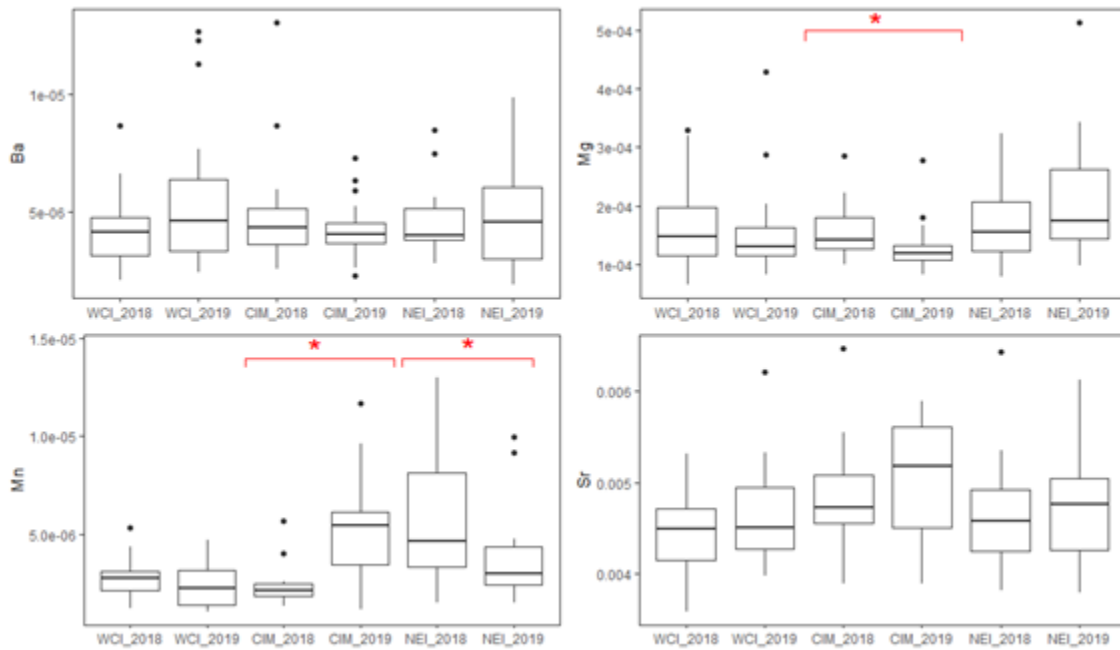 Ba
1e-05
5e-06
WCI_2018 WCI_2019 CIM_2018 CIM_2019 NEI_2018 NEI_2019
Mg
*
5e-04
4e-04
3e-04
2e-04
1e-04
WCI_2018 WCI_2019 CIM_2018 CIM_2019 NEI_2018 NEI_2019
Mn
* *
1.5e-05
1.0e-05
5.0e-06
WCI_2018 WCI_2019 CIM_2018 CIM_2019 NEI_2018 NEI_2019
Sr
0.006
0.005
0.004
WCI_2018 WCI_2019 CIM_2018 CIM_2019 NEI_2018 NEI_2019